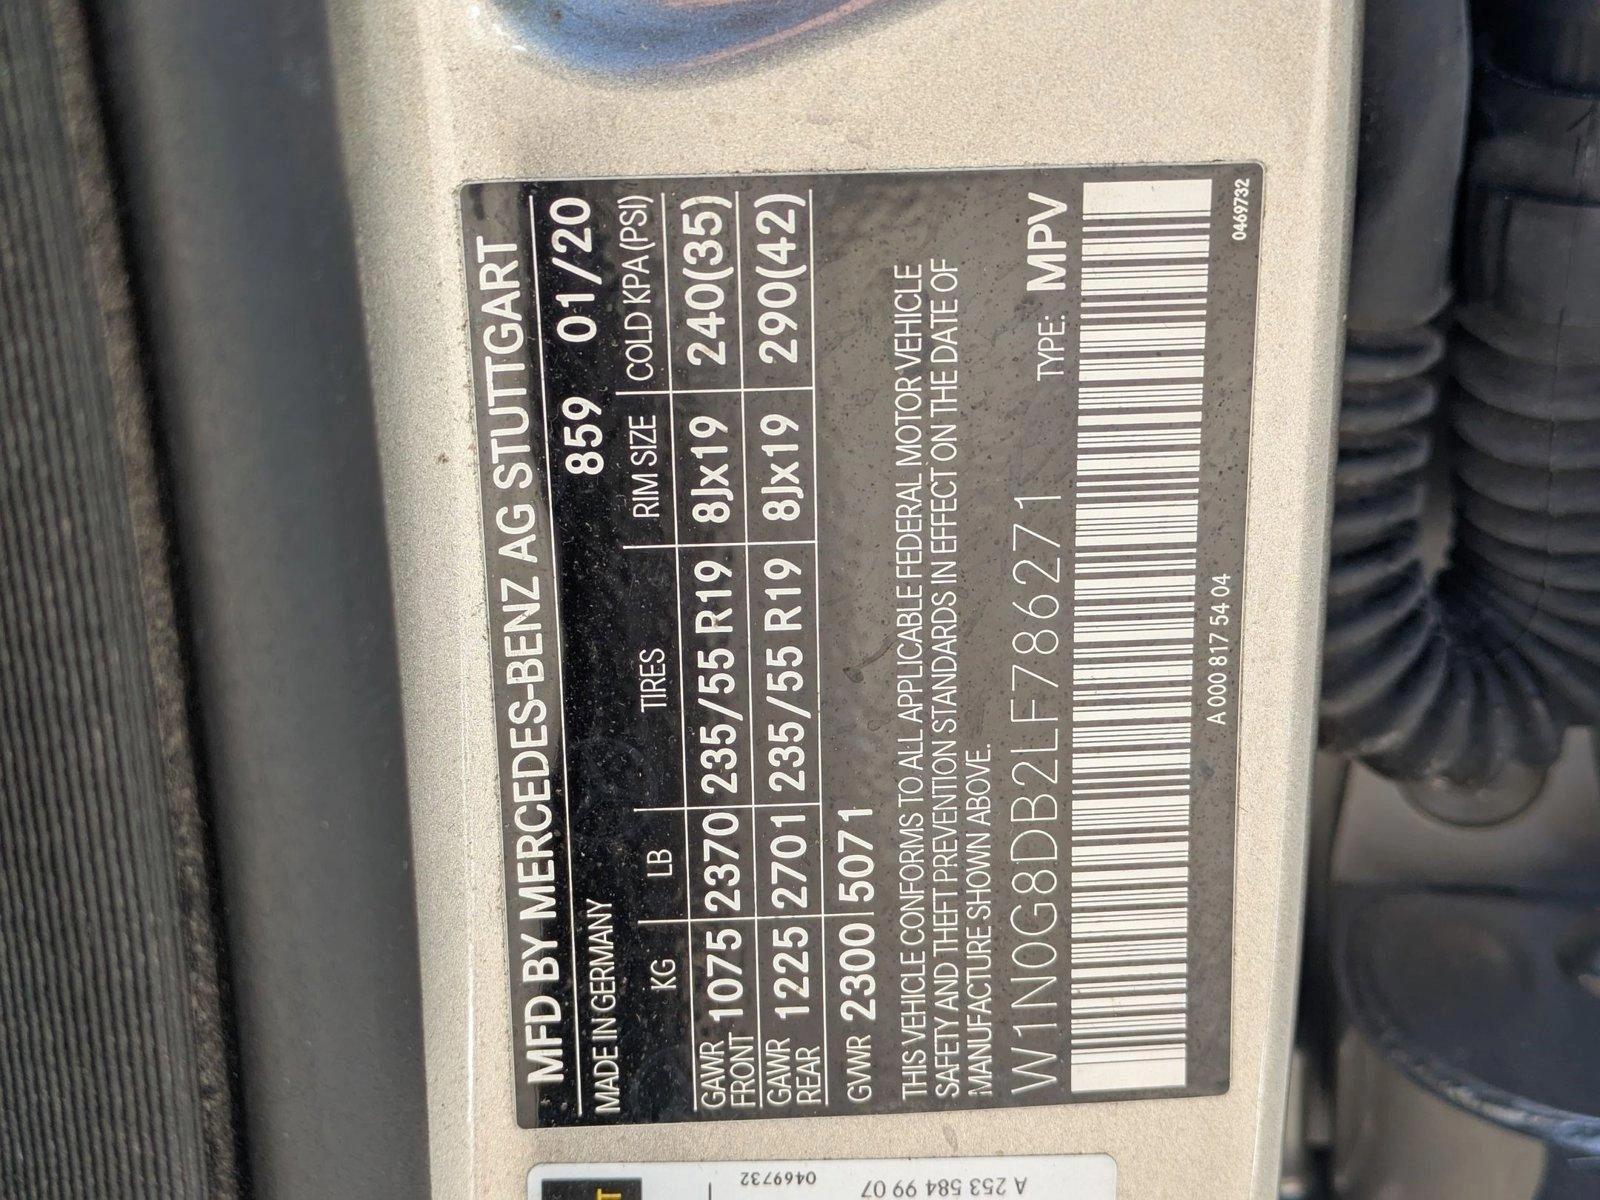 MFD BY MERCEDES-BENZ AG STUTTGART
MADE IN GERMANY 859 01/20
KG LB TIRES RIM SIZE COLD KPA (PSI)
GAWR FRONT 1075 2370 235/55 R19 8Jx19 240(35)
GAWR REAR 1225 2701 235/55 R19 8Jx19 290(42)
GVWR 2300 5071
THIS VEHICLE CONFORMS TO ALL APPLICABLE FEDERAL MOTOR VEHICLE
SAFETY AND THEFT PREVENTION STANDARDS IN EFFECT ON THE DATE OF
MANUFACTURE SHOWN ABOVE. TYPE: MPV
W1N0G8DB2LF78627 1
A 000 817 54 04
0469732
0469732
A 253 584 99 07